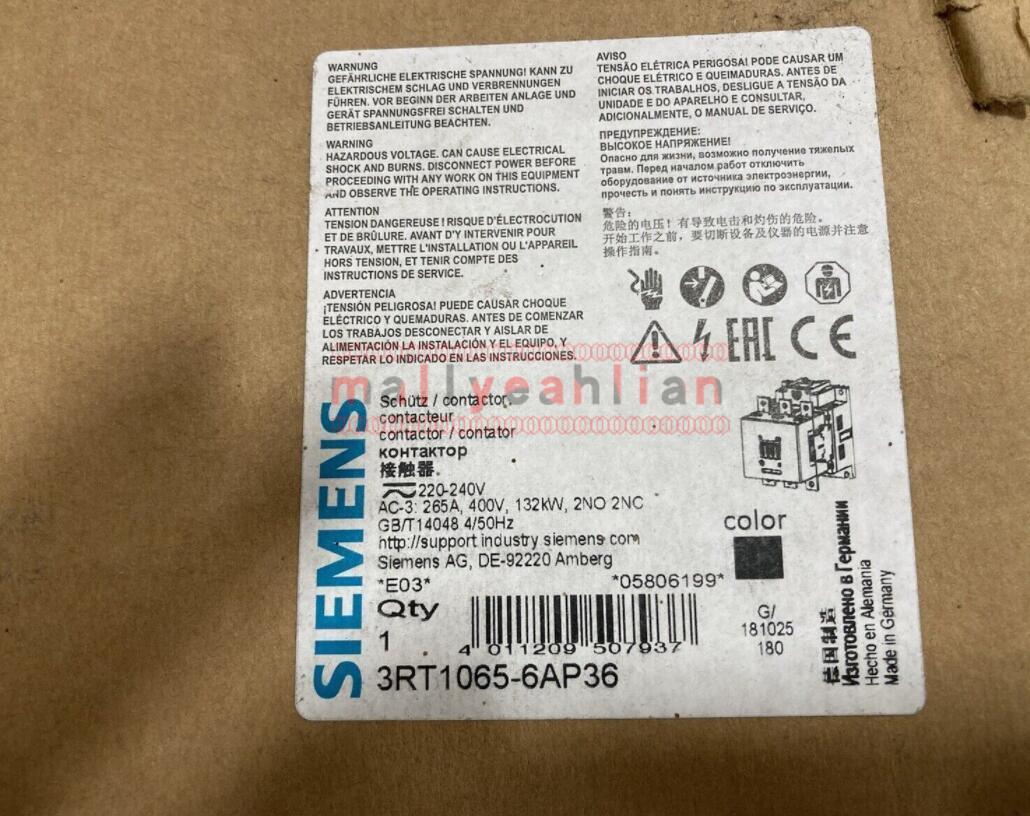 WARNUNG
GEFÄHRLICHE ELEKTRISCHE SPANNUNG! KANN ZU
ELEKTRISCHEM SCHLAG UND VERBRENNUNGEN
FÜHREN. VOR BEGINN DER ARBEITEN ANLAGE UND
GERÄT SPANNUNGSFREI SCHALTEN UND
BETRIEBSANLEITUNG BEACHTEN.
WARNING
HAZARDOUS VOLTAGE. CAN CAUSE ELECTRICAL
SHOCK AND BURNS. DISCONNECT POWER BEFORE
PROCEEDING WITH ANY WORK ON THIS EQUIPMENT
AND OBSERVE THE OPERATING INSTRUCTIONS.
ATTENTION
TENSION DANGEREUSE ! RISQUE D'ÉLECTROCUTION
ET DE BRÛLURE. AVANT D'Y INTERVENIR POUR
TRAVAUX, METTRE L'INSTALLATION OU L'APPAREIL
HORS TENSION, ET TENIR COMPTE DES
INSTRUCTIONS DE SERVICE.
ADVERTENCIA
¡TENSIÓN PELIGROSA! PUEDE CAUSAR CHOQUE
ELÉCTRICO Y QUEMADURAS. ANTES DE COMENZAR
LOS TRABAJOS DESCONECTAR Y AISLAR DE
ALIMENTACIÓN LA INSTALACIÓN Y EL EQUIPO, Y
RESPETAR LO INDICADO EN LAS INSTRUCCIONES.
AVISO
TENSÃO ELÉTRICA PERIGOSA! PODE CAUSAR UM
CHOQUE ELÉTRICO E QUEIMADURAS. ANTES DE
INICIAR OS TRABALHOS, DESLIGUE A TENSÃO DA
UNIDADE E DO APARELHO E CONSULTAR,
ADICIONALMENTE, O MANUAL DE SERVIÇO.
ПРЕДУПРЕЖДЕНИЕ:
ВЫСОКОЕ НАПРЯЖЕНИЕ!
Опасно для жизни, возможно получение тяжелых
травм. Перед началом работ отключить
оборудование от источника электроэнергии,
прочесть и понять инструкцию по эксплуатации.
警告:
危险的电压!有导致电击和灼伤的危险。
开始工作之前,要切断设备及仪器的电源并注意
操作指南。
EAC CE
mallyeahlian
SIEMENS
Schütz / contactor,
contacteur
contactor / contator
контактор
接触器。
220-240V
AC-3: 265A, 400V, 132kW, 2NO 2NC
GB/T14048 4/50Hz
http://support industry siemens com
Siemens AG, DE-92220 Amberg
*E03* *05806199*
Qty
1
4 011209 507937
3RT1065-6AP36
color
G/
181025
180
德国制造
Изготовлено в Германии
Hecho en Alemania
Made in Germany